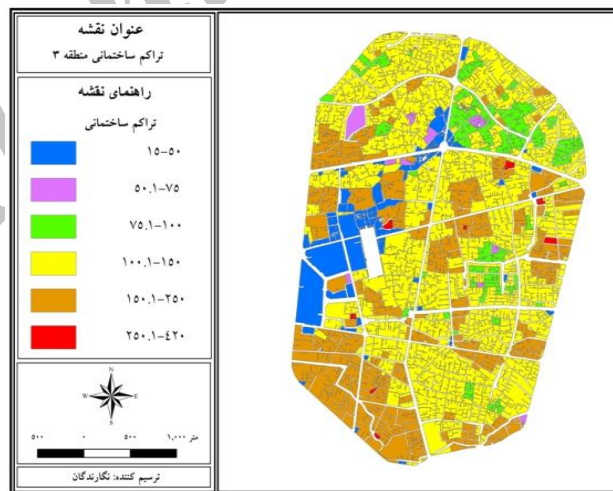 عنوان نقشه
تراکم ساختمانی منطقه ۳
راهنمای نقشه
تراکم ساختمانی
۱۵-۵۰
۵۰.۱-۷۵
۷۵.۱-۱۰۰
۱۰۰.۱-۱۵۰
۱۵۰.۱-۲۵۰
۲۵۰.۱-٤۲۰
N
W E
S
۵۰۰ ۰ ۵۰۰ ۱,۰۰۰ متر
ترسیم کننده: نگارندگان